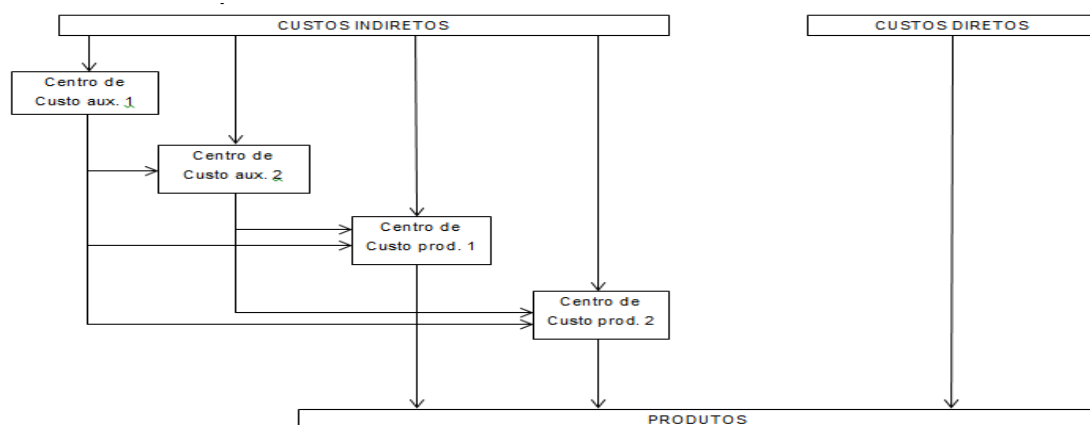 CUSTOS INDIRETOS
CUSTOS DIRETOS
Centro de
Custo aux. 1
Centro de
Custo aux. 2
Centro de
Custo prod. 1
Centro de
Custo prod. 2
PRODUTOS